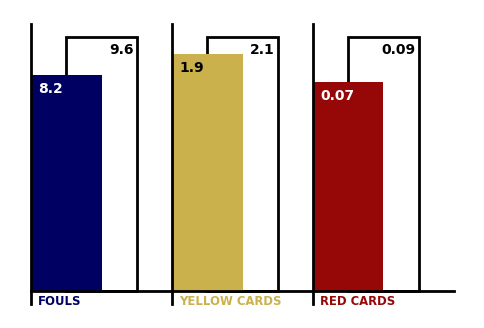 9.6
8.2
2.1
1.9
0.09
0.07
FOULS
YELLOW CARDS
RED CARDS